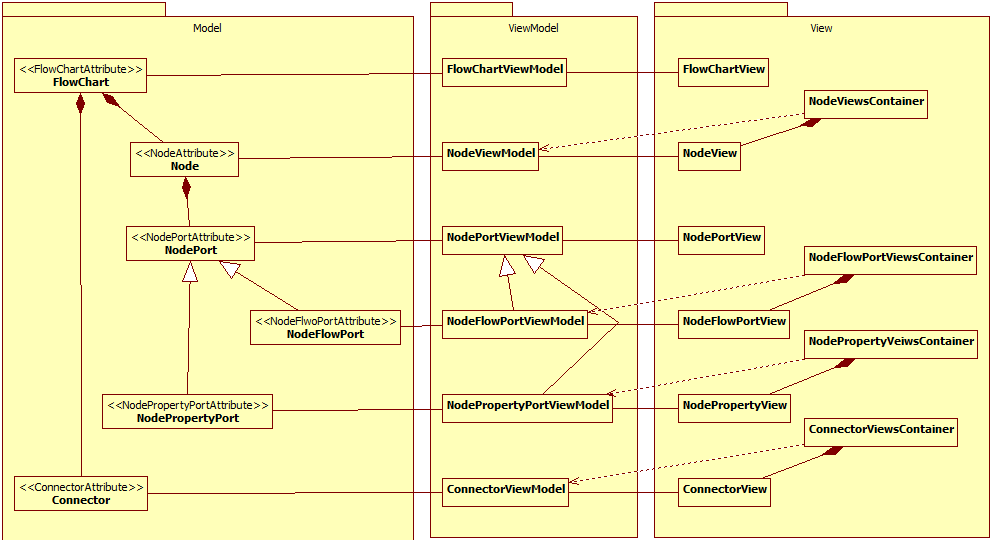 Model
ViewModel
View
<<FlowChartAttribute>>
FlowChart
FlowChartViewModel
FlowChartView
NodeViewsContainer
<<NodeAttribute>>
Node
NodeViewModel
NodeView
<<NodePortAttribute>>
NodePort
NodePortViewModel
NodePortView
NodeFlowPortViewsContainer
<<NodeFlwoPortAttribute>>
NodeFlowPort
NodeFlowPortViewModel
NodeFlowPortView
NodePropertyVeiwsContainer
<<NodePropertyPortAttribute>>
NodePropertyPort
NodePropertyPortViewModel
NodePropertyView
ConnectorViewsContainer
<<ConnectorAttribute>>
Connector
ConnectorViewModel
ConnectorView